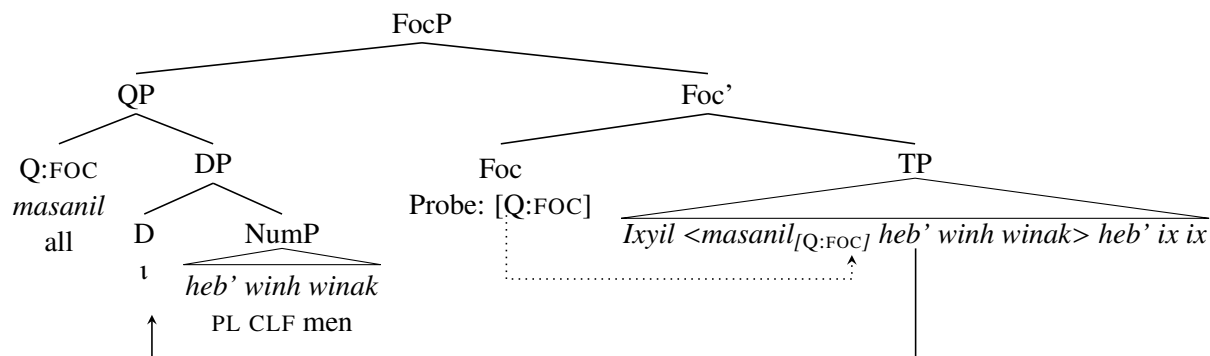 FocP
QP Foc’
Q:FOC DP Foc TP
masanil Probe: [Q:FOC]
all D NumP Ixyil <masanil[Q:FOC] heb’ winh winak> heb’ ix ix
ɩ heb’ winh winak
PL CLF men